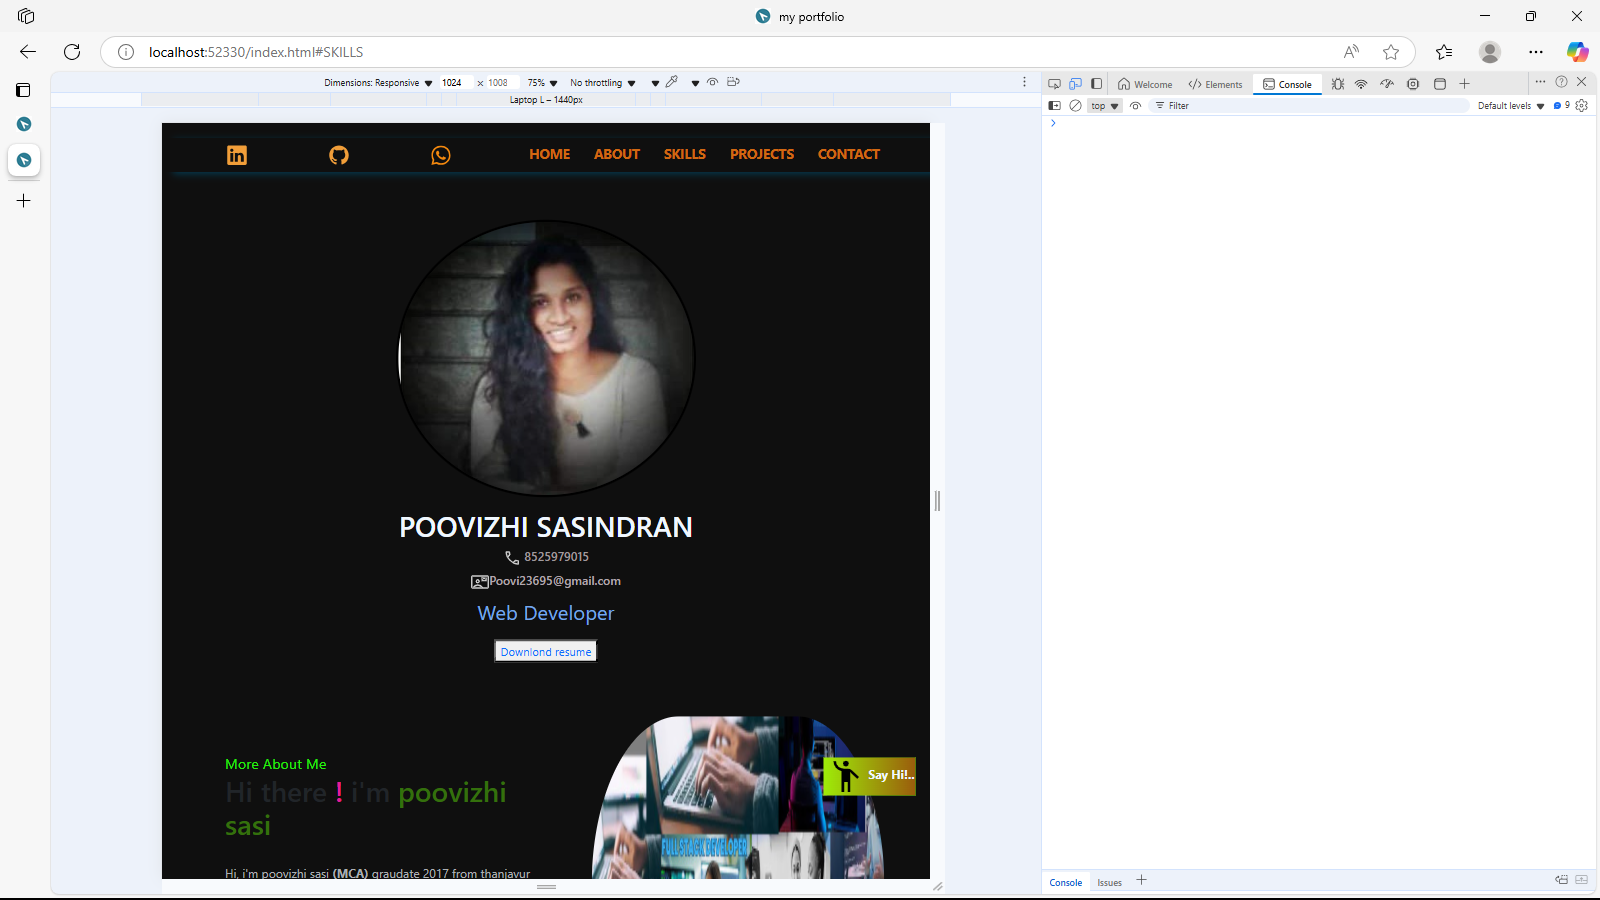 my portfolio
localhost:52330/index.html#SKILLS
Dimensions: Responsive 1024 × 1008 75% No throttling
Laptop L – 1440px
Welcome Elements Console
top Filter Default levels 9
HOME ABOUT SKILLS PROJECTS CONTACT
POOVIZHI SASINDRAN
8525979015
Poovi23695@gmail.com
Web Developer
Downlond resume
More About Me
Hi there ! i'm poovizhi
sasi
Say Hi!..
FULL STACK DEVELOPER
Hi, i'm poovizhi sasi (MCA) graudate 2017 from thanjavur
Console Issues